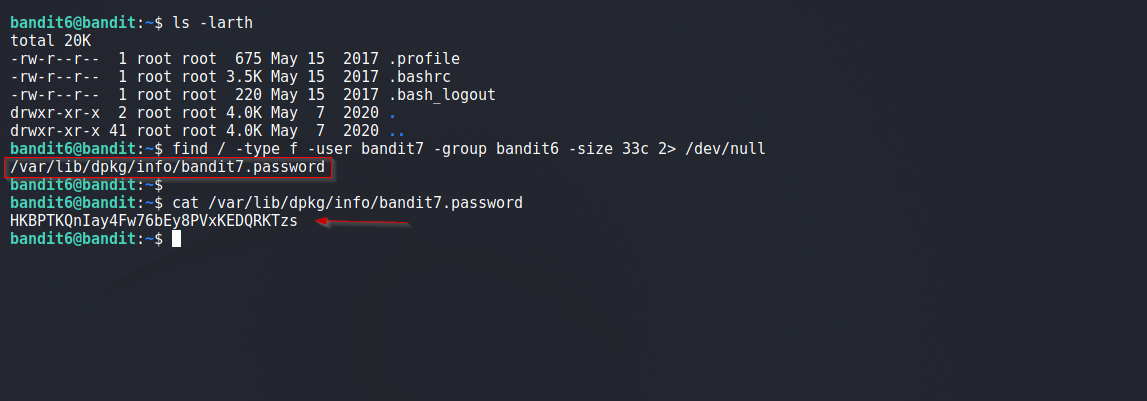 bandit6@bandit:~$ ls -larth
total 20K
-rw-r--r--  1 root root  675 May 15  2017 .profile
-rw-r--r--  1 root root 3.5K May 15  2017 .bashrc
-rw-r--r--  1 root root  220 May 15  2017 .bash_logout
drwxr-xr-x  2 root root 4.0K May  7  2020 .
drwxr-xr-x 41 root root 4.0K May  7  2020 ..
bandit6@bandit:~$ find / -type f -user bandit7 -group bandit6 -size 33c 2> /dev/null
/var/lib/dpkg/info/bandit7.password
bandit6@bandit:~$
bandit6@bandit:~$ cat /var/lib/dpkg/info/bandit7.password
HKBPTKQnIay4Fw76bEy8PVxKEDQRKTzs
bandit6@bandit:~$